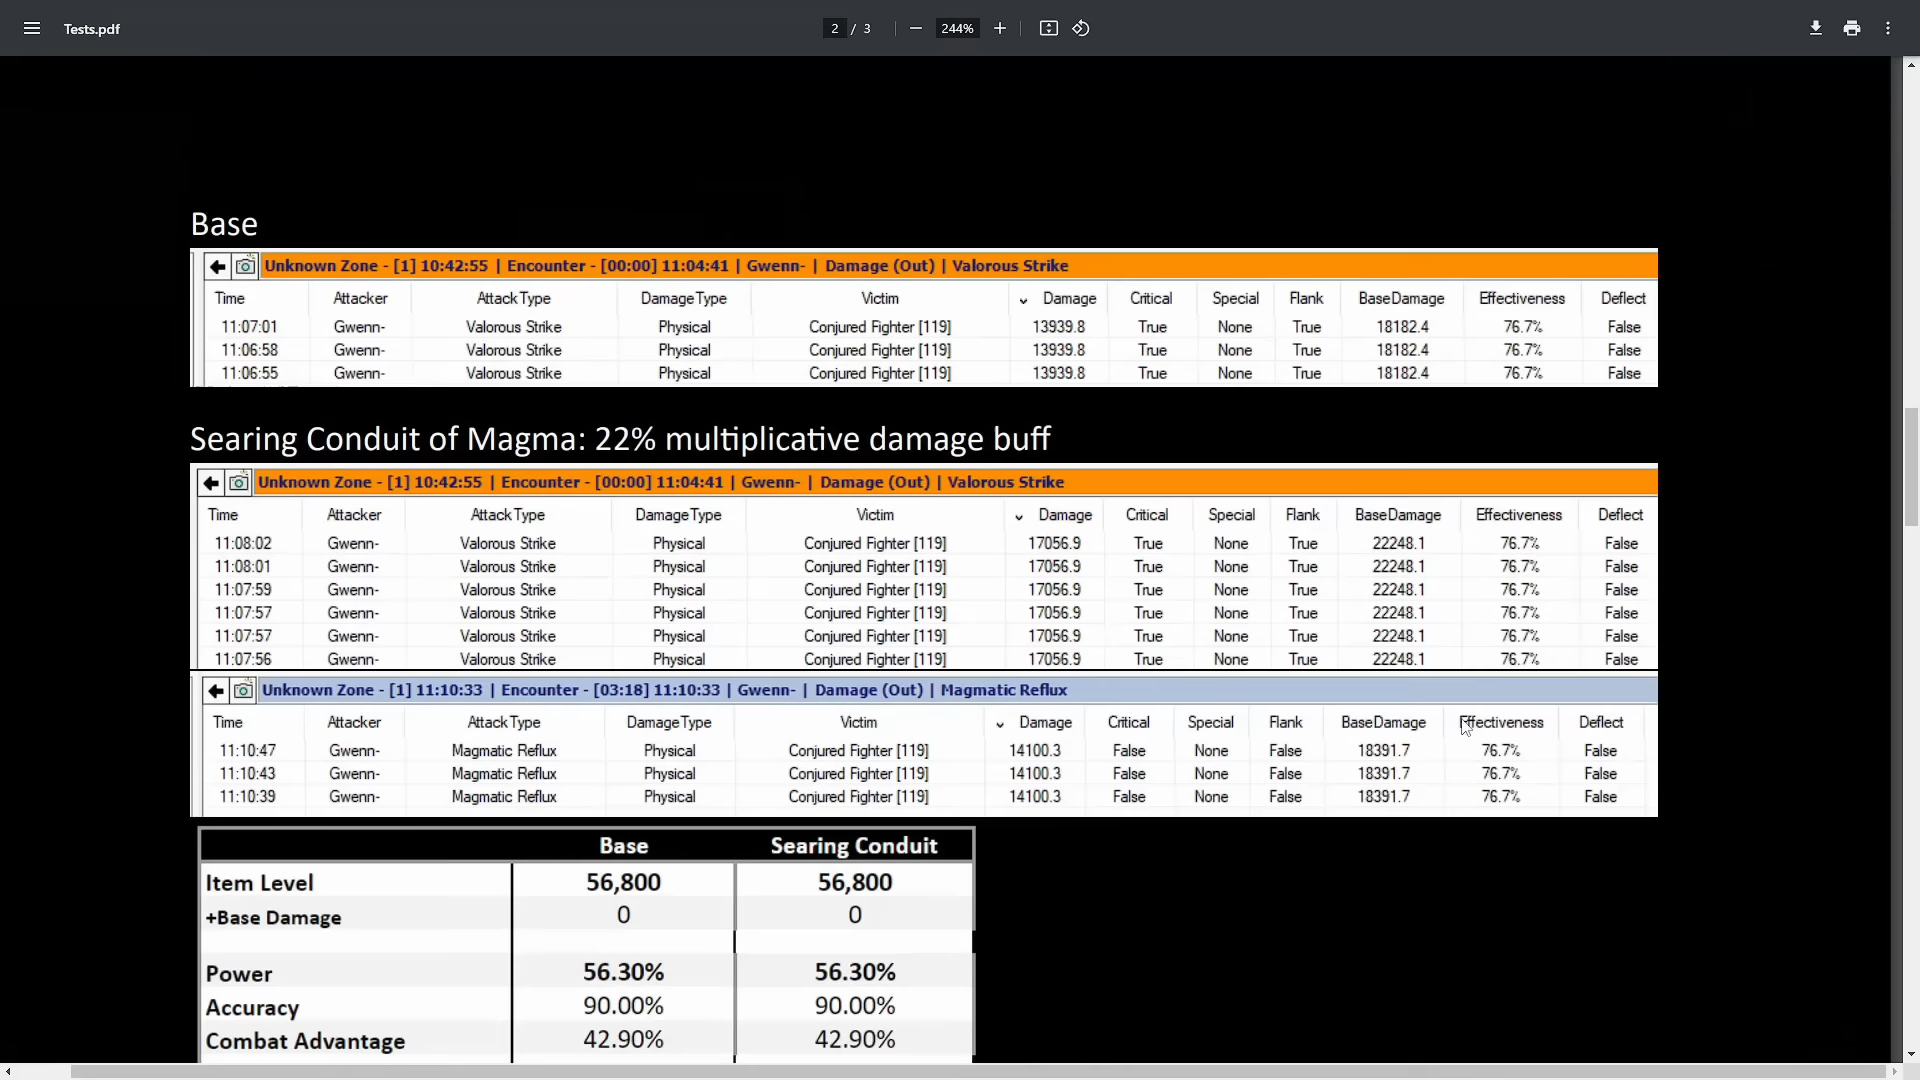 Tests.pdf 2 / 3 244%
Base
Unknown Zone - [1] 10:42:55 | Encounter - [00:00] 11:04:41 | Gwenn- | Damage (Out) | Valorous Strike
Time Attacker AttackType DamageType Victim Damage Critical Special Flank BaseDamage Effectiveness Deflect
11:07:01 Gwenn- Valorous Strike Physical Conjured Fighter [119] 13939.8 True None True 18182.4 76.7% False
11:06:58 Gwenn- Valorous Strike Physical Conjured Fighter [119] 13939.8 True None True 18182.4 76.7% False
11:06:55 Gwenn- Valorous Strike Physical Conjured Fighter [119] 13939.8 True None True 18182.4 76.7% False
Searing Conduit of Magma: 22% multiplicative damage buff
Unknown Zone - [1] 10:42:55 | Encounter - [00:00] 11:04:41 | Gwenn- | Damage (Out) | Valorous Strike
Time Attacker AttackType DamageType Victim Damage Critical Special Flank BaseDamage Effectiveness Deflect
11:08:02 Gwenn- Valorous Strike Physical Conjured Fighter [119] 17056.9 True None True 22248.1 76.7% False
11:08:01 Gwenn- Valorous Strike Physical Conjured Fighter [119] 17056.9 True None True 22248.1 76.7% False
11:07:59 Gwenn- Valorous Strike Physical Conjured Fighter [119] 17056.9 True None True 22248.1 76.7% False
11:07:57 Gwenn- Valorous Strike Physical Conjured Fighter [119] 17056.9 True None True 22248.1 76.7% False
11:07:57 Gwenn- Valorous Strike Physical Conjured Fighter [119] 17056.9 True None True 22248.1 76.7% False
11:07:56 Gwenn- Valorous Strike Physical Conjured Fighter [119] 17056.9 True None True 22248.1 76.7% False
Unknown Zone - [1] 11:10:33 | Encounter - [03:18] 11:10:33 | Gwenn- | Damage (Out) | Magmatic Reflux
Time Attacker AttackType DamageType Victim Damage Critical Special Flank BaseDamage Effectiveness Deflect
11:10:47 Gwenn- Magmatic Reflux Physical Conjured Fighter [119] 14100.3 False None False 18391.7 76.7% False
11:10:43 Gwenn- Magmatic Reflux Physical Conjured Fighter [119] 14100.3 False None False 18391.7 76.7% False
11:10:39 Gwenn- Magmatic Reflux Physical Conjured Fighter [119] 14100.3 False None False 18391.7 76.7% False
Base Searing Conduit
Item Level 56,800 56,800
+Base Damage 0 0
Power 56.30% 56.30%
Accuracy 90.00% 90.00%
Combat Advantage 42.90% 42.90%